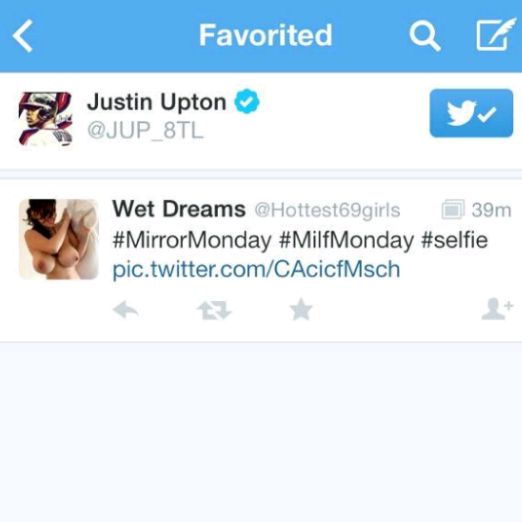 Favorited
Justin Upton
@JUP_8TL
Wet Dreams @Hottest69girls 39m
#MirrorMonday #MilfMonday #selfie
pic.twitter.com/CAcicfMsch